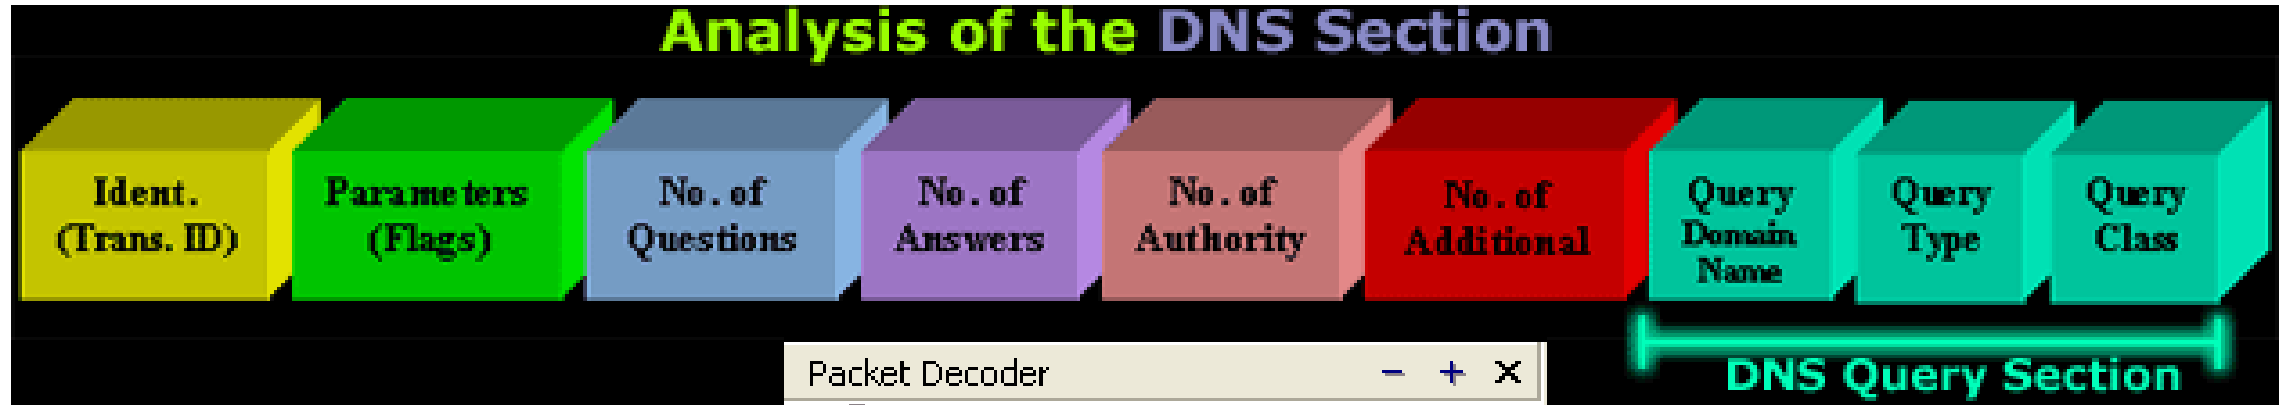 Analysis of the DNS Section
Ident.
(Trans. ID)
Parameters
(Flags)
No. of
Questions
No. of
Answers
No. of
Authority
No. of
Additional
Query
Domain
Name
Query
Type
Query
Class
DNS Query Section
Packet Decoder